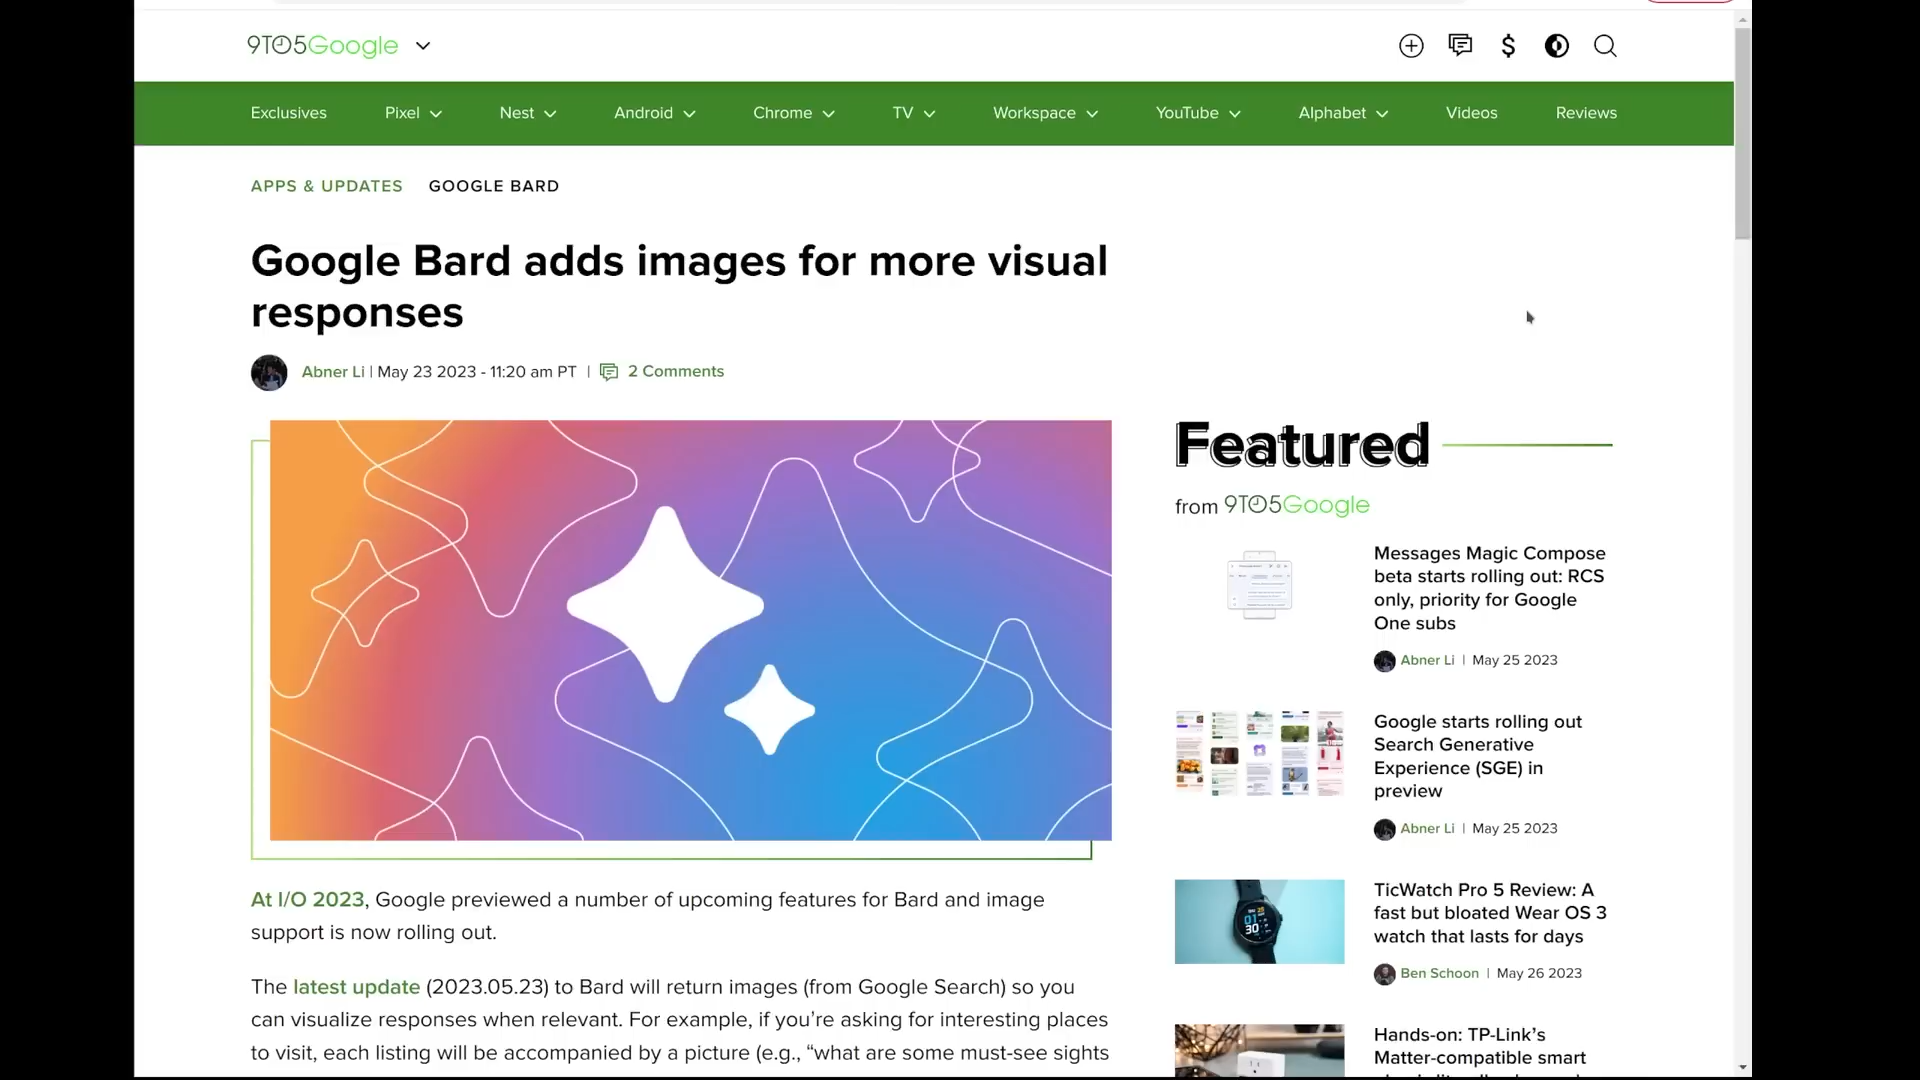 9TO5Google
Exclusives Pixel Nest Android Chrome TV Workspace YouTube Alphabet Videos Reviews
APPS & UPDATES GOOGLE BARD
Google Bard adds images for more visual
responses
Abner Li | May 23 2023 - 11:20 am PT | 2 Comments
At I/O 2023, Google previewed a number of upcoming features for Bard and image
support is now rolling out.
The latest update (2023.05.23) to Bard will return images (from Google Search) so you
can visualize responses when relevant. For example, if you’re asking for interesting places
to visit, each listing will be accompanied by a picture (e.g., “what are some must-see sights
Featured
from 9TO5Google
Messages Magic Compose
beta starts rolling out: RCS
only, priority for Google
One subs
Abner Li | May 25 2023
Google starts rolling out
Search Generative
Experience (SGE) in
preview
Abner Li | May 25 2023
TicWatch Pro 5 Review: A
fast but bloated Wear OS 3
watch that lasts for days
Ben Schoon | May 26 2023
Hands-on: TP-Link’s
Matter-compatible smart